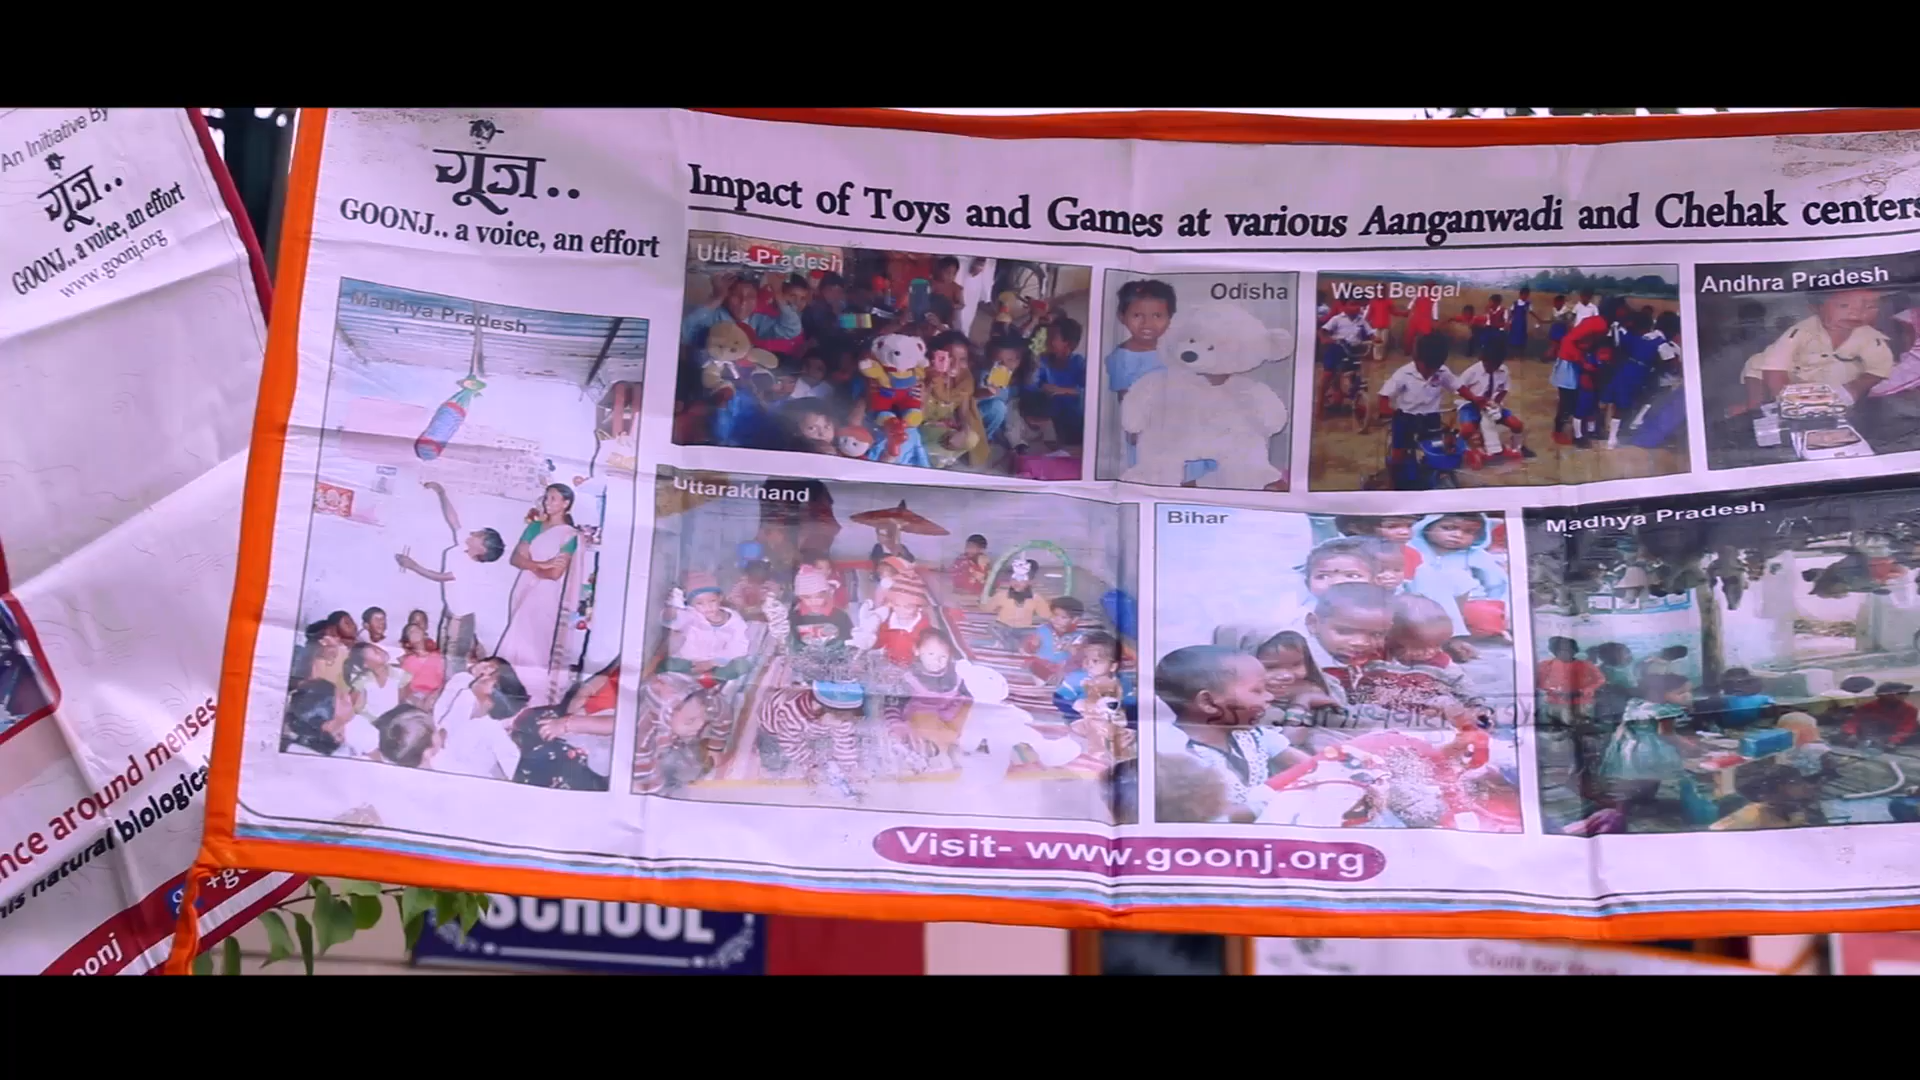 An Initiative By
गूंज..
GOONJ.. a voice, an effort
www.goonj.org
nce around menses
is natural biologica
g+
oonj
गूंज..
GOONJ.. a voice, an effort
Impact of Toys and Games at various Aanganwadi and Chehak centers
Madhya Pradesh
Uttar Pradesh
Odisha
West Bengal
Andhra Pradesh
Uttarakhand
Bihar
Madhya Pradesh
Visit- www.goonj.org
SCHOOL